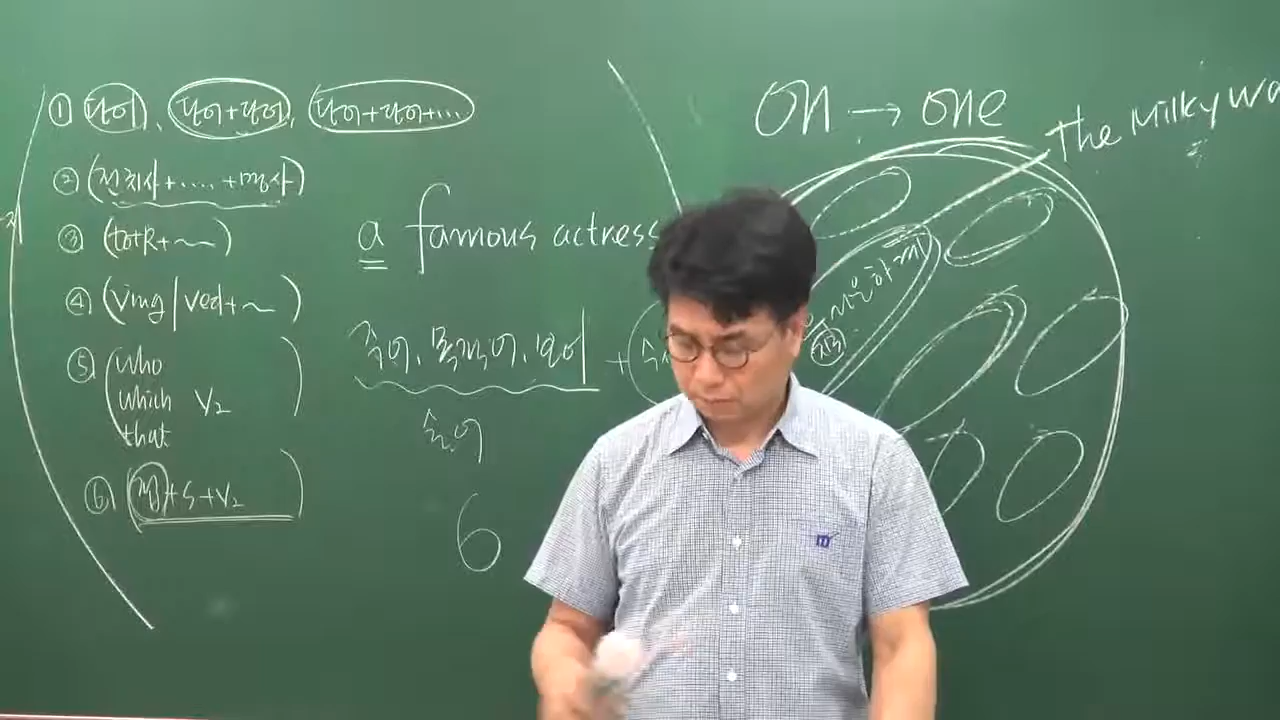 ① 단어, 단어+단어, 단어+단어+...
② (전치사+....+명사)
③ (to+R+~)
④ (Ving/Ved+~)
⑤ (who
which V₂
that)
⑥ (접+S+V₂)
a famous actress
주어, 목적어, 보어 +
수식어
6
on → one
The Milky Wa